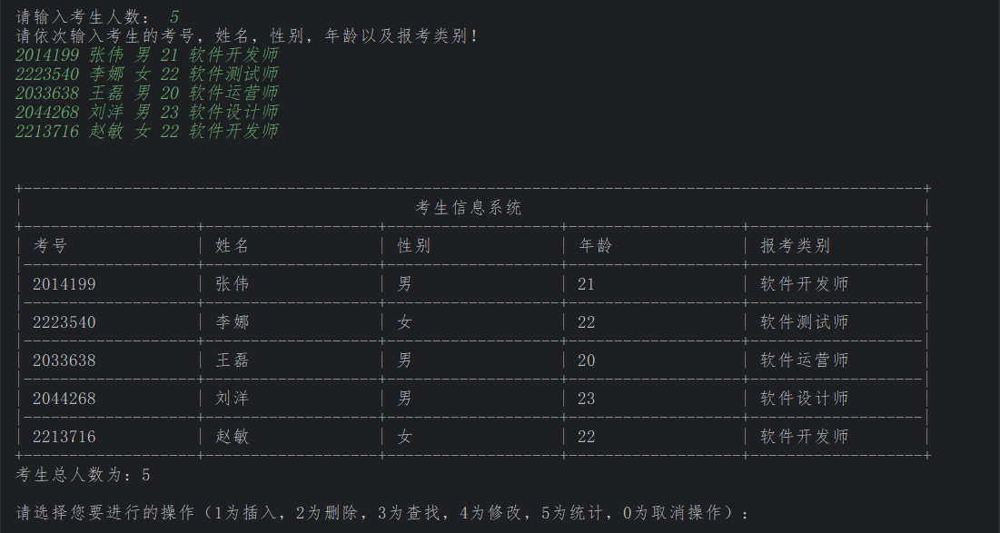 请输入考生人数： 5
请依次输入考生的考号，姓名，性别，年龄以及报考类别！
2014199 张伟 男 21 软件开发师
2223540 李娜 女 22 软件测试师
2033638 王磊 男 20 软件运营师
2044268 刘洋 男 23 软件设计师
2213716 赵敏 女 22 软件开发师
考生信息系统
考号 姓名 性别 年龄 报考类别
2014199 张伟 男 21 软件开发师
2223540 李娜 女 22 软件测试师
2033638 王磊 男 20 软件运营师
2044268 刘洋 男 23 软件设计师
2213716 赵敏 女 22 软件开发师
考生总人数为：5
请选择您要进行的操作（1为插入，2为删除，3为查找，4为修改，5为统计，0为取消操作）：